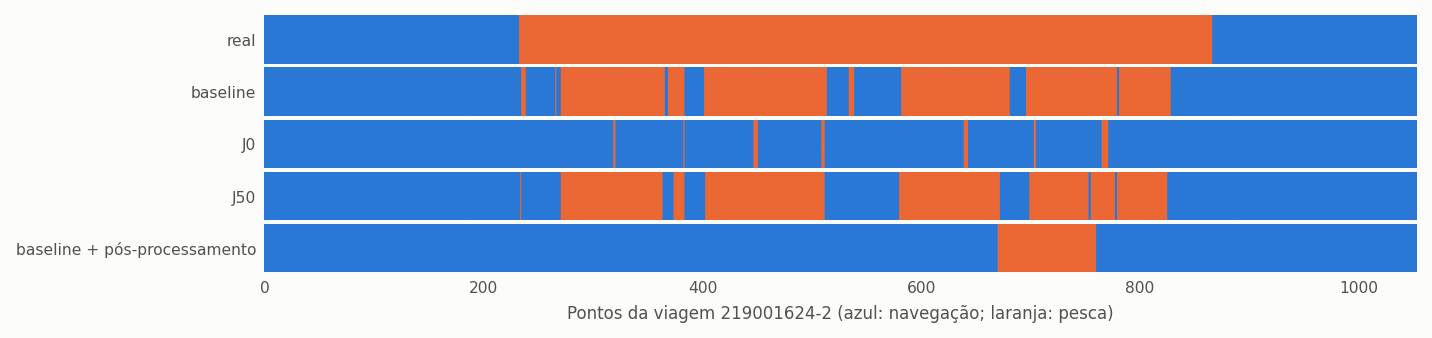 real
baseline
J0
J50
baseline + pós-processamento
0 200 400 600 800 1000
Pontos da viagem 219001624-2 (azul: navegação; laranja: pesca)